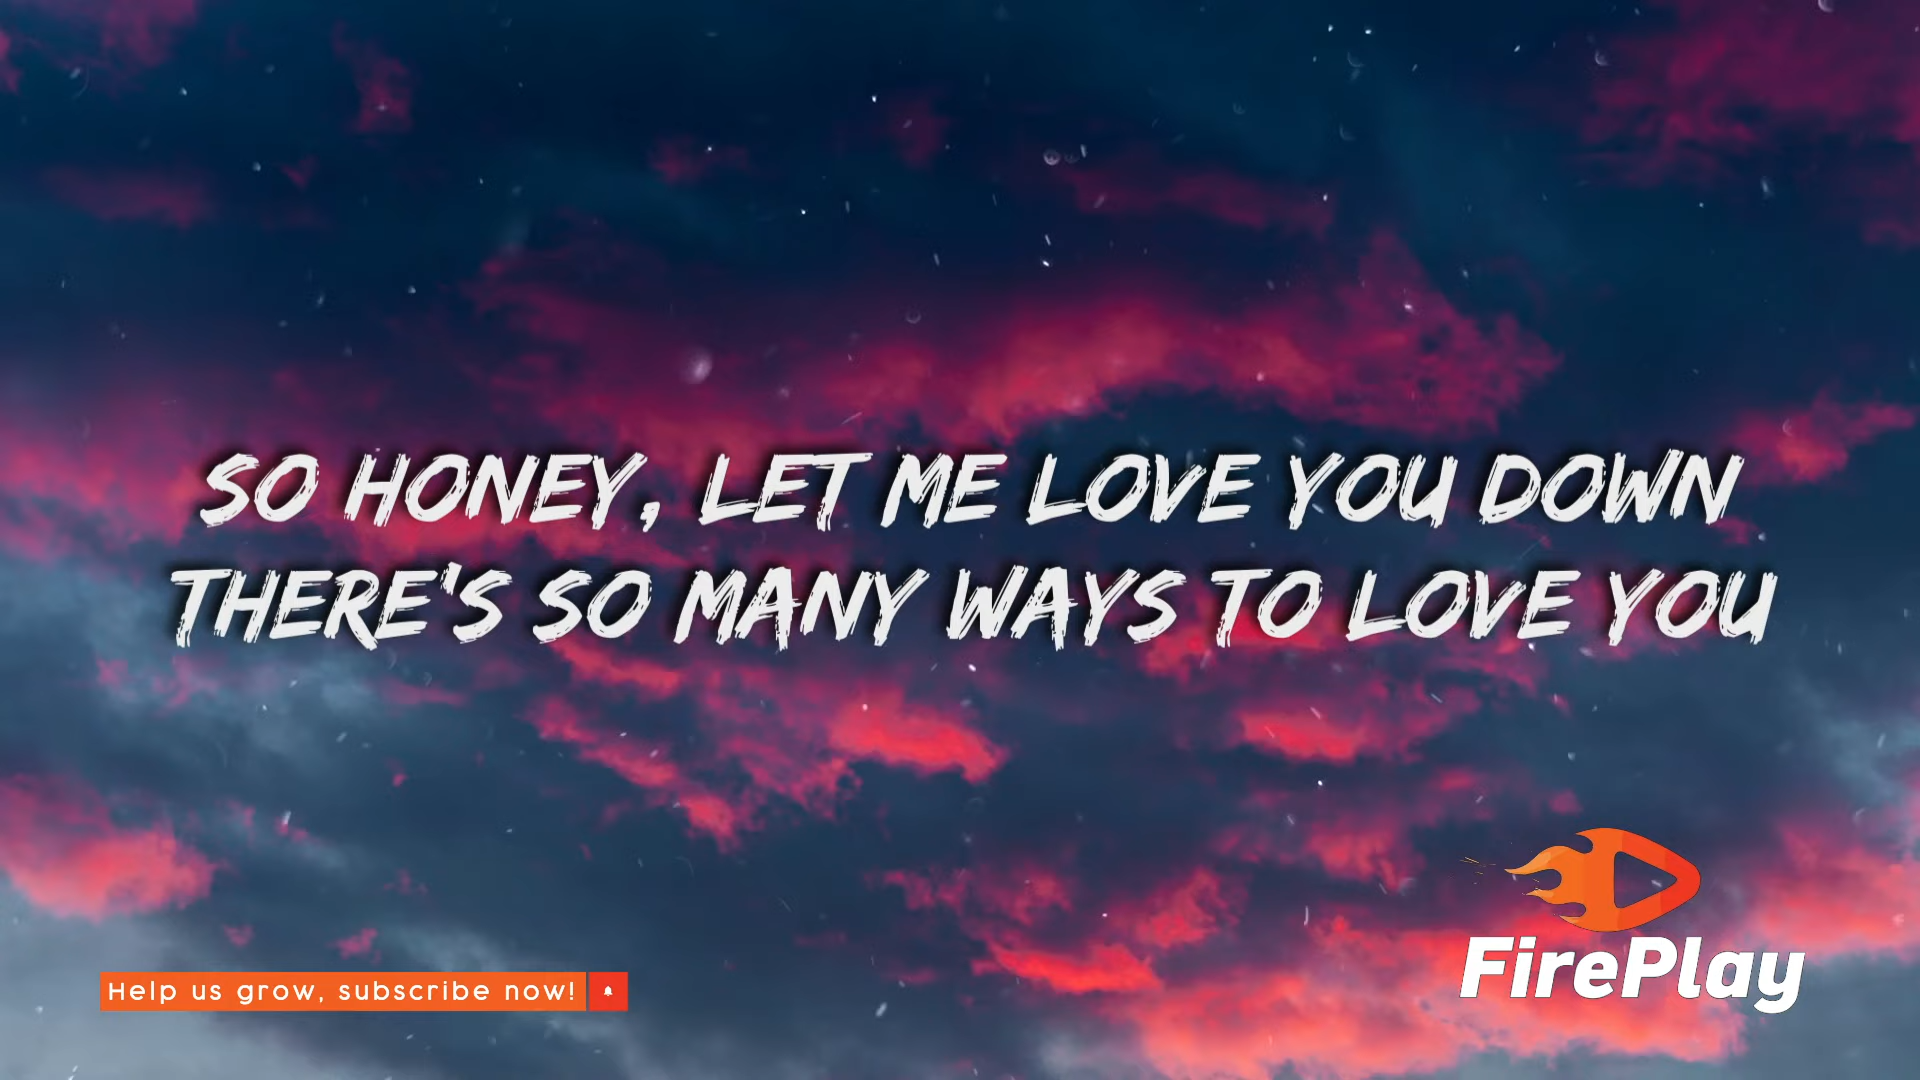 SO HONEY, LET ME LOVE YOU DOWN
THERE'S SO MANY WAYS TO LOVE YOU
FirePlay
Help us grow, subscribe now!